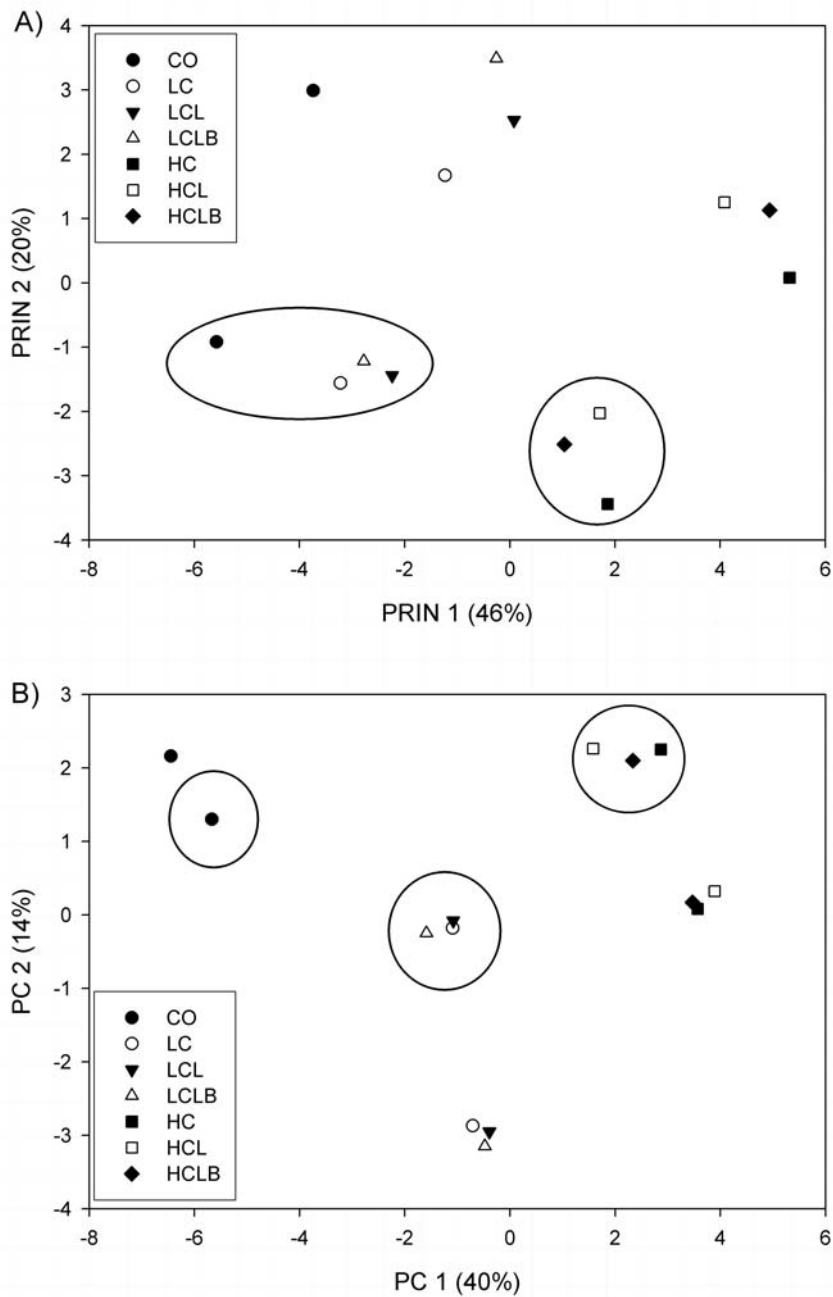 A)
4
3
2
1
0
-1
-2
-3
-4
PRIN 2 (20%)
CO
LC
LCL
LCLB
HC
HCL
HCLB
-8 -6 -4 -2 0 2 4 6
PRIN 1 (46%)
B)
3
2
1
0
-1
-2
-3
-4
PC 2 (14%)
CO
LC
LCL
LCLB
HC
HCL
HCLB
-8 -6 -4 -2 0 2 4 6
PC 1 (40%)